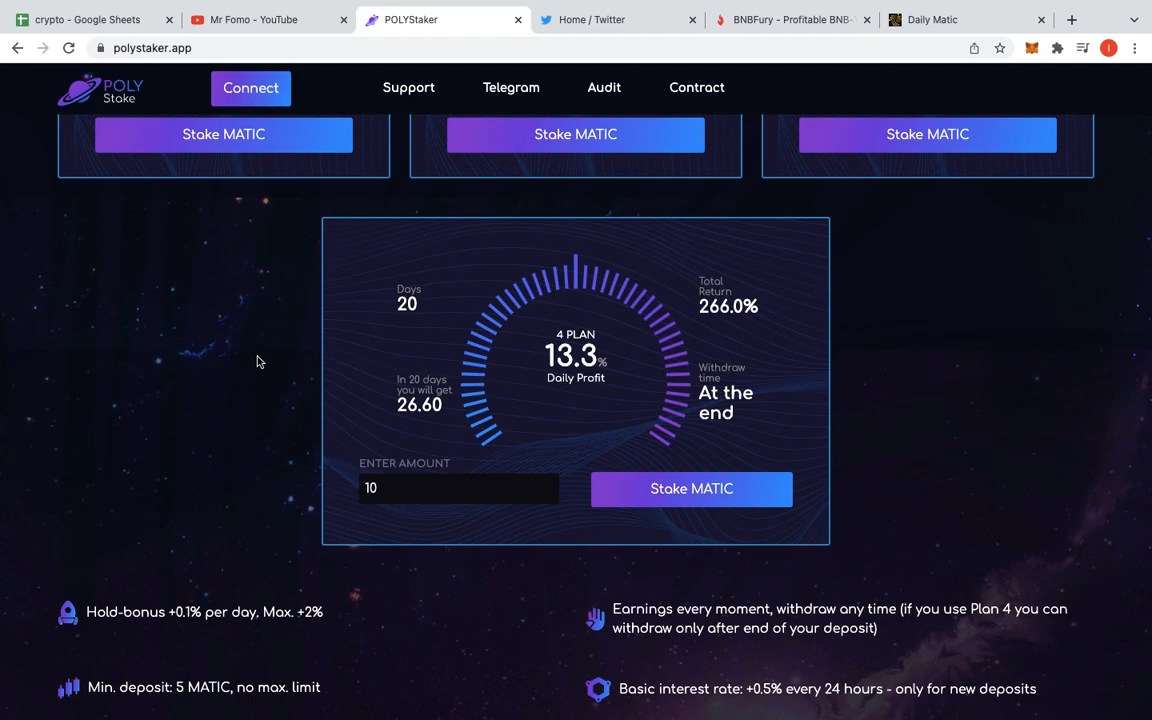 crypto - Google Sheets
Mr Fomo - YouTube
POLYStaker
Home / Twitter
BNBFury - Profitable BNB-
Daily Matic
polystaker.app
I
POLY
Stake
Connect
Support
Telegram
Audit
Contract
Stake MATIC
Stake MATIC
Stake MATIC
Days
20
Total
Return
266.0%
4 PLAN
13.3%
Daily Profit
In 20 days
you will get
26.60
Withdraw
time
At the
end
ENTER AMOUNT
10
Stake MATIC
Hold-bonus +0.1% per day. Max. +2%
Earnings every moment, withdraw any time (if you use Plan 4 you can
withdraw only after end of your deposit)
Min. deposit: 5 MATIC, no max. limit
Basic interest rate: +0.5% every 24 hours - only for new deposits